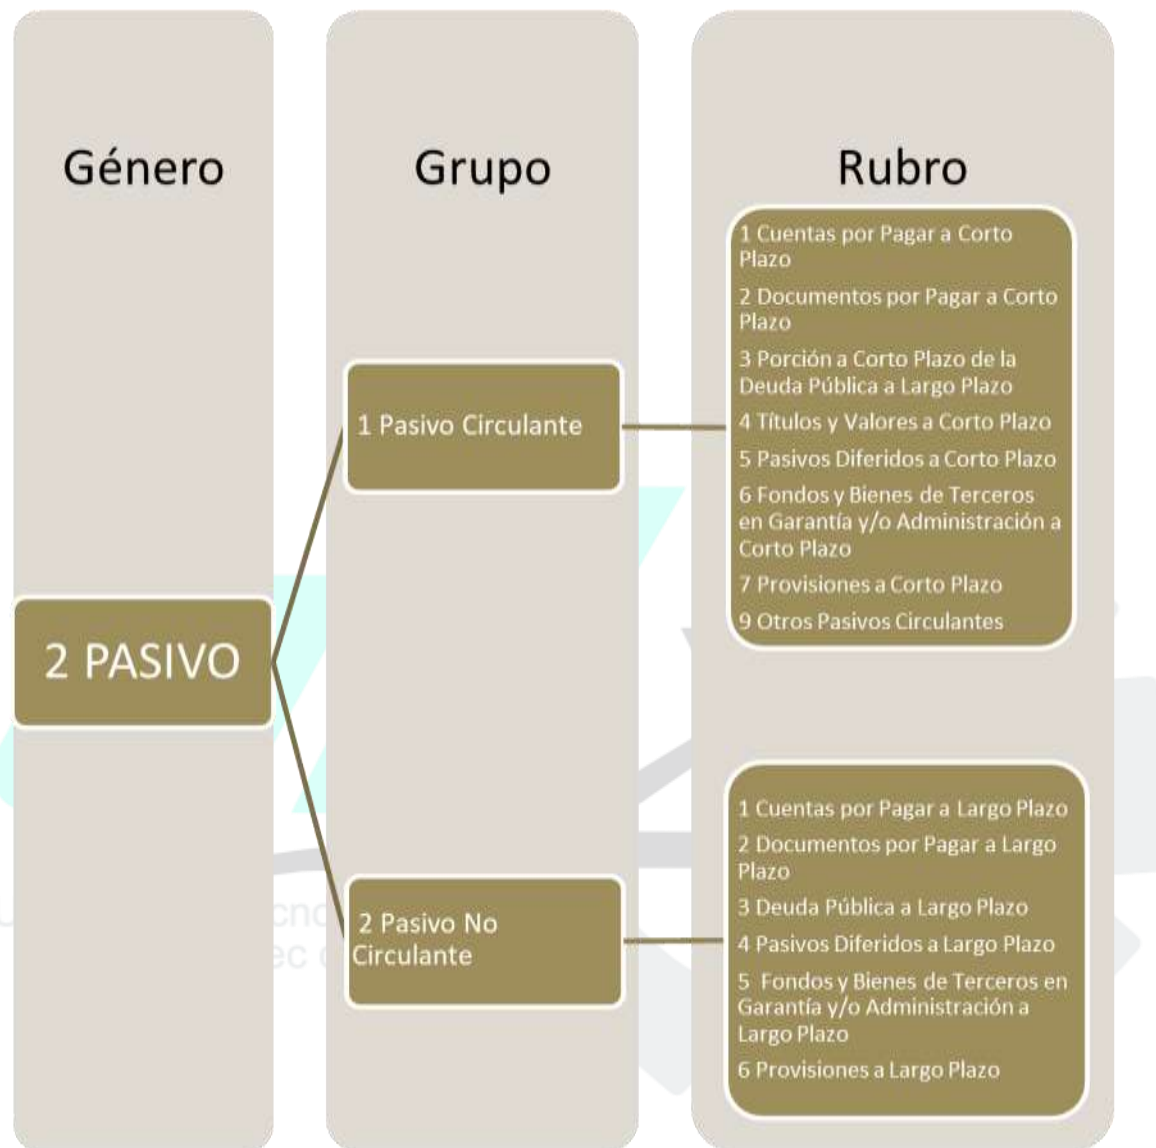 Género
Grupo
Rubro
2 PASIVO
1 Pasivo Circulante
1 Cuentas por Pagar a Corto
Plazo
2 Documentos por Pagar a Corto
Plazo
3 Porción a Corto Plazo de la
Deuda Pública a Largo Plazo
4 Títulos y Valores a Corto Plazo
5 Pasivos Diferidos a Corto Plazo
6 Fondos y Bienes de Terceros
en Garantía y/o Administración a
Corto Plazo
7 Provisiones a Corto Plazo
9 Otros Pasivos Circulantes
2 Pasivo No
Circulante
1 Cuentas por Pagar a Largo Plazo
2 Documentos por Pagar a Largo
Plazo
3 Deuda Pública a Largo Plazo
4 Pasivos Diferidos a Largo Plazo
5 Fondos y Bienes de Terceros en
Garantía y/o Administración a
Largo Plazo
6 Provisiones a Largo Plazo